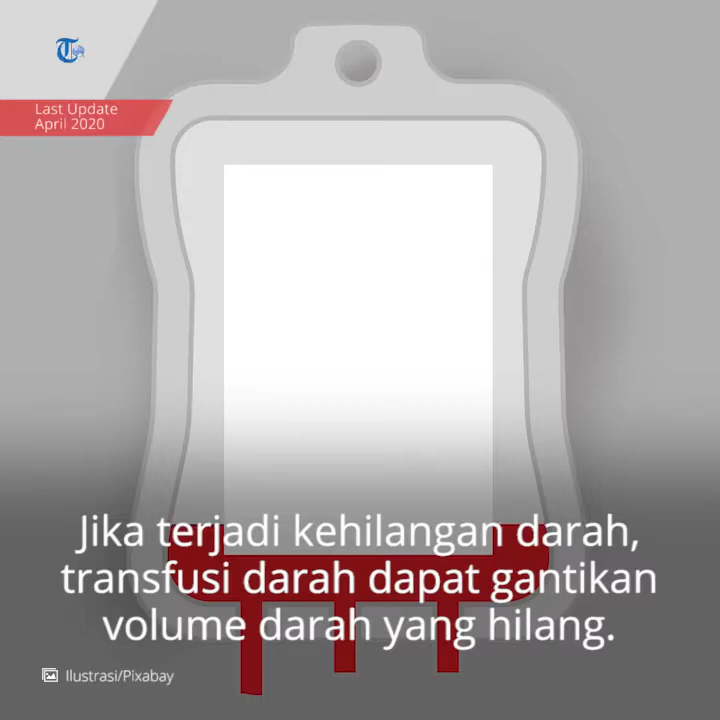 Last Update
April 2020
Jika terjadi kehilangan darah,
transfusi darah dapat gantikan
volume darah yang hilang.
Ilustrasi/Pixabay